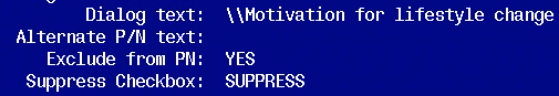 Dialog text: \\Motivation for lifestyle change
Alternate P/N text:
Exclude from PN: YES
Suppress Checkbox: SUPPRESS